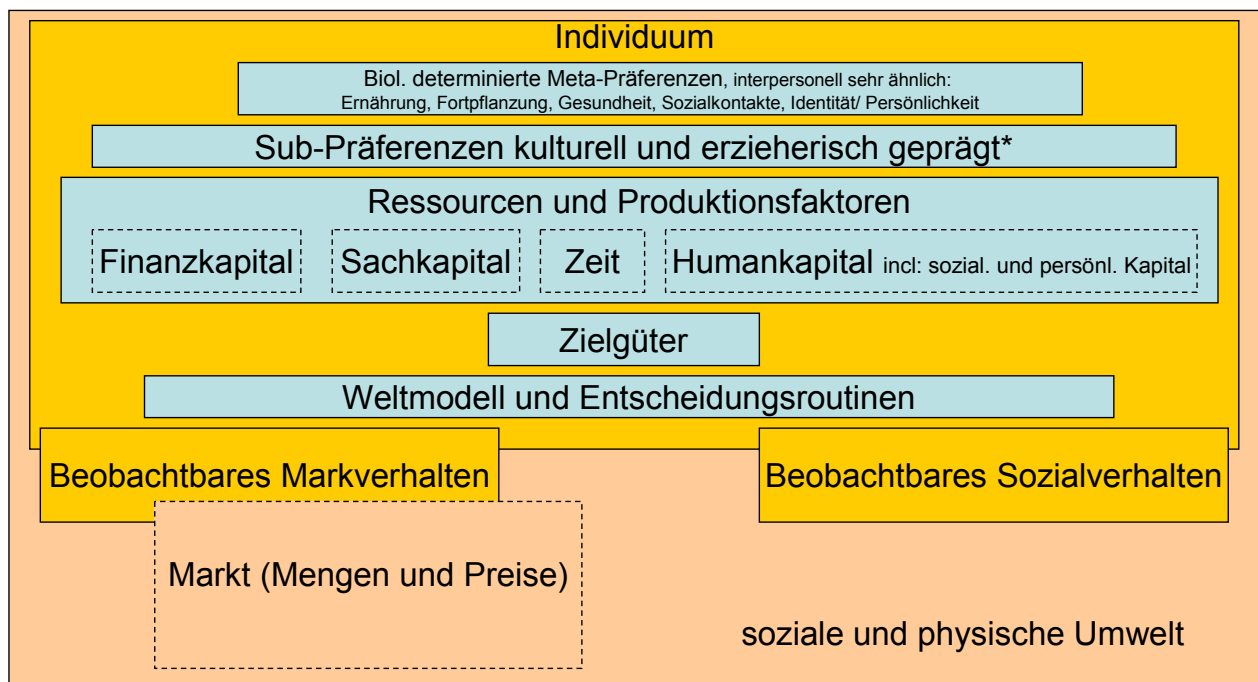 Individuum
Biol. determinierte Meta-Präferenzen, interpersonell sehr ähnlich:
Ernährung, Fortpflanzung, Gesundheit, Sozialkontakte, Identität/ Persönlichkeit
Sub-Präferenzen kulturell und erzieherisch geprägt*
Ressourcen und Produktionsfaktoren
Finanzkapital
Sachkapital
Zeit
Humankapital incl: sozial. und persönl. Kapital
Zielgüter
Weltmodell und Entscheidungsroutinen
Beobachtbares Markverhalten
Beobachtbares Sozialverhalten
Markt (Mengen und Preise)
soziale und physische Umwelt